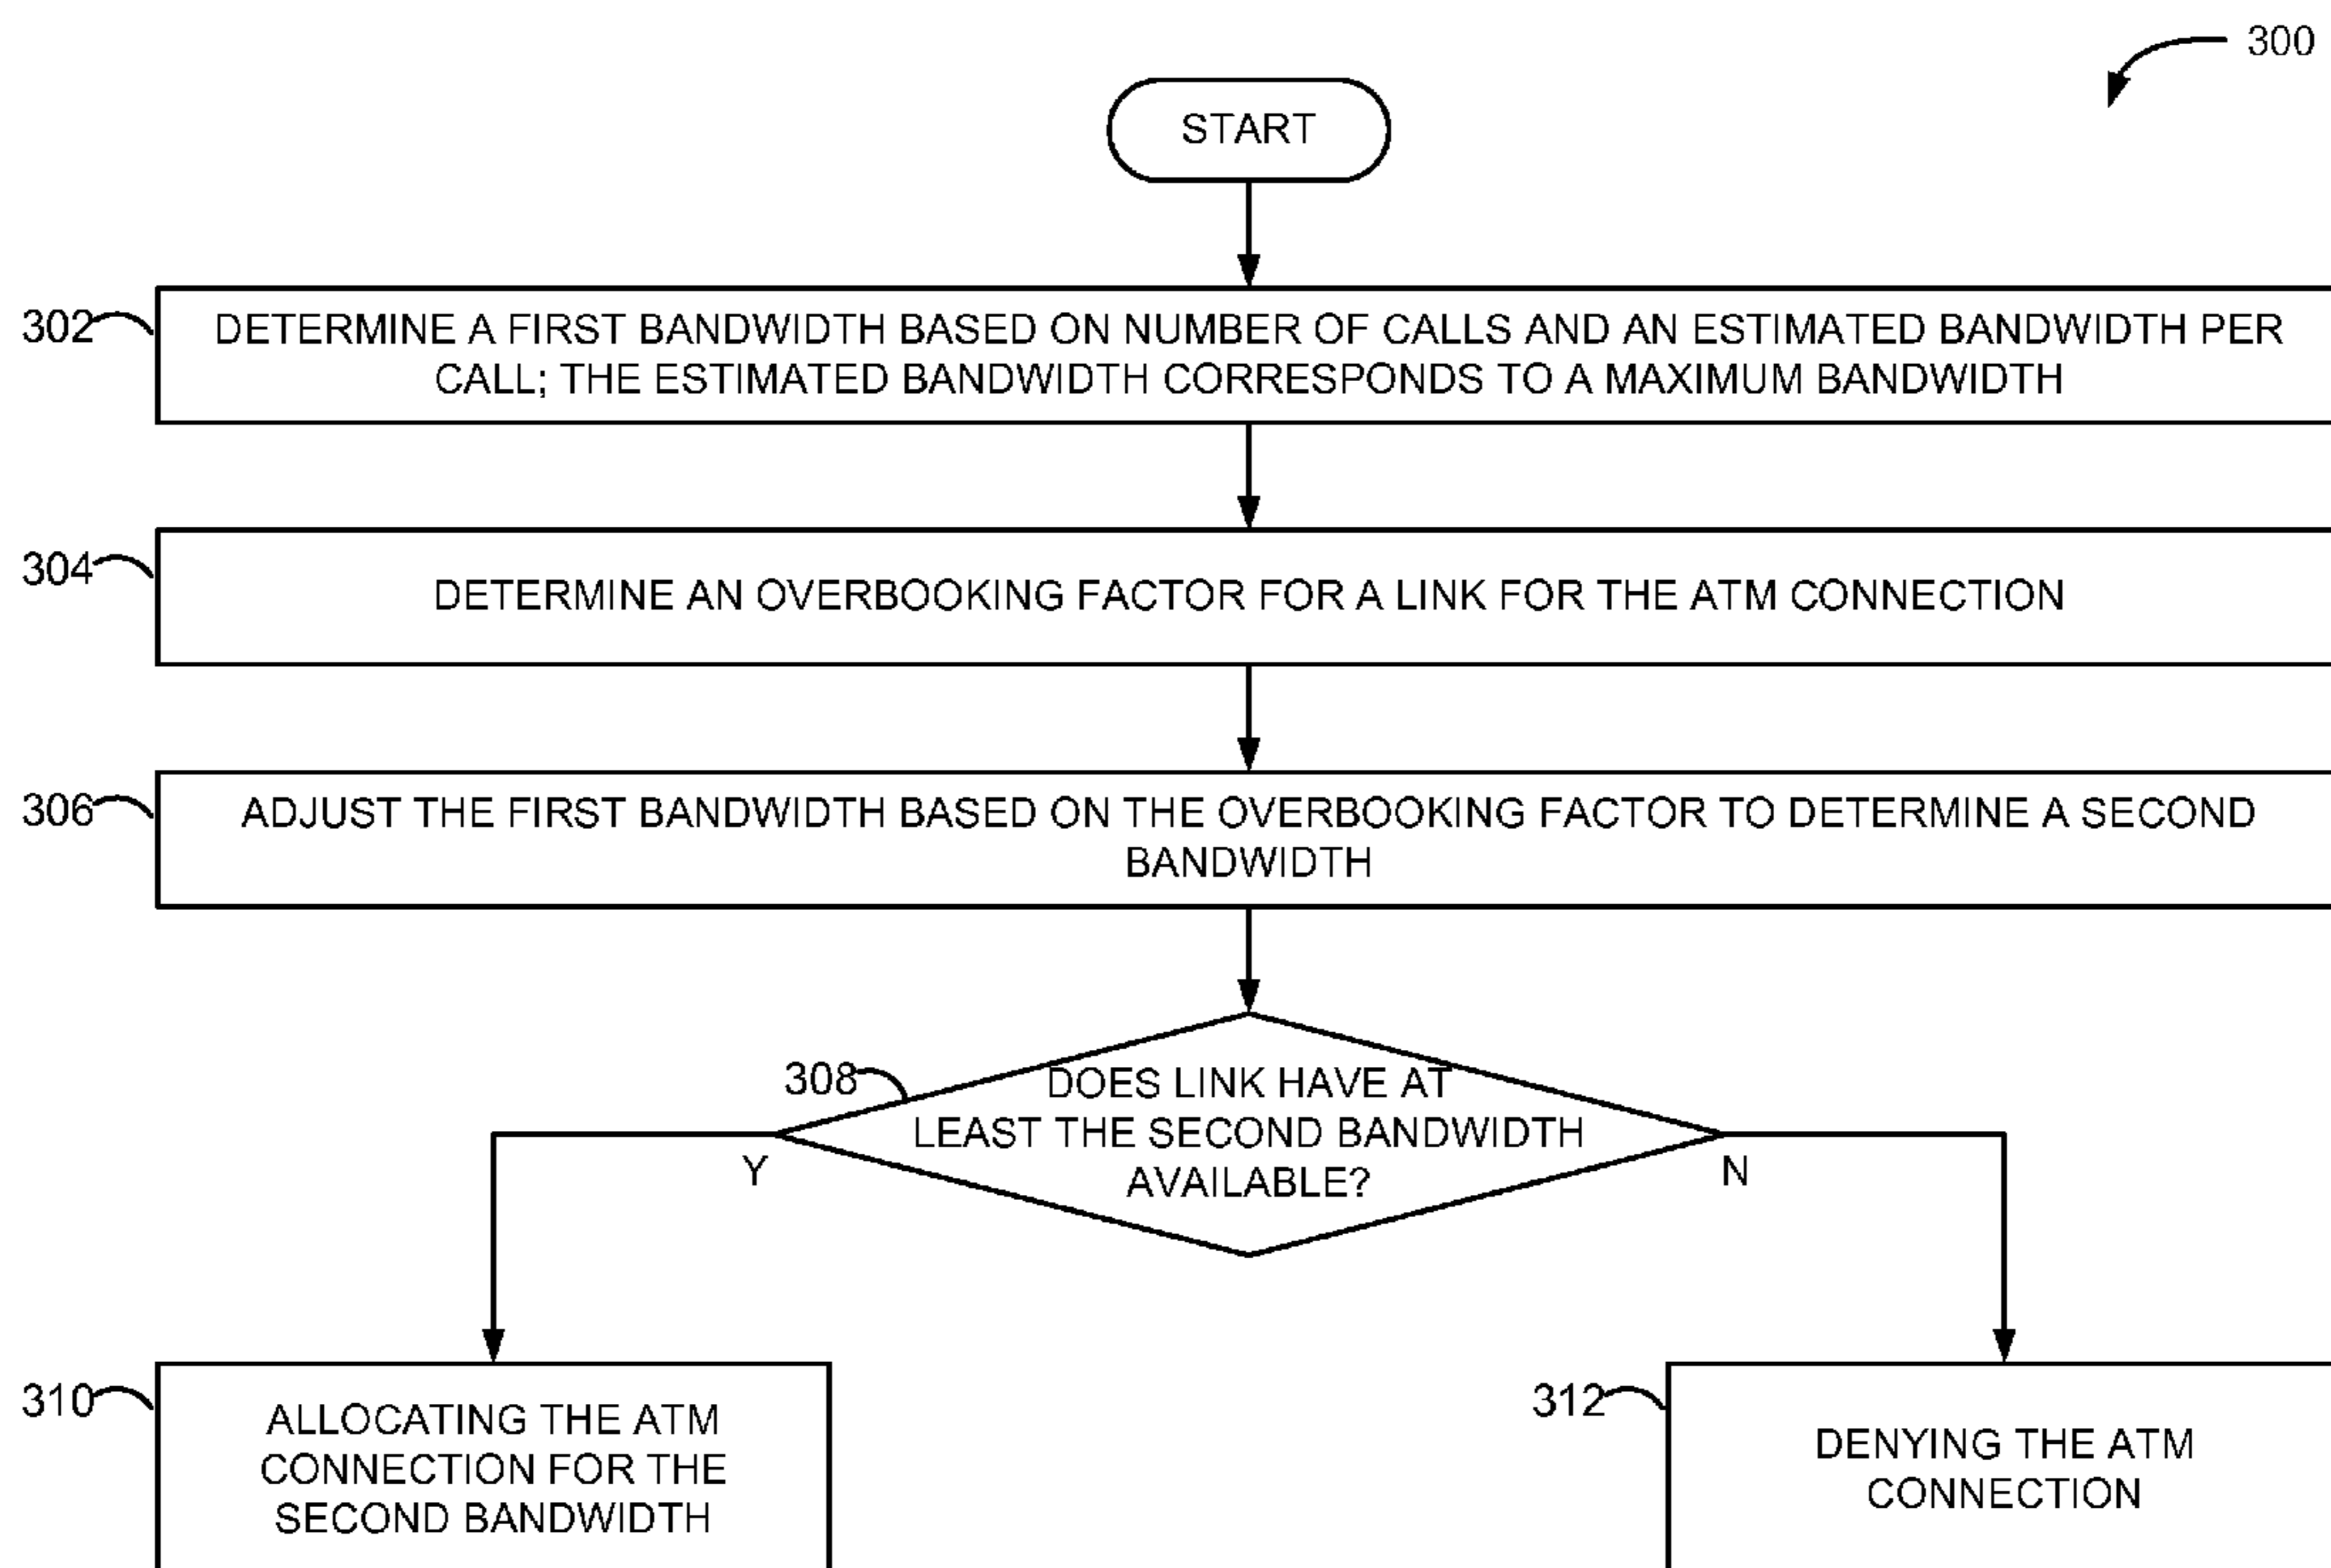 300
START
302
DETERMINE A FIRST BANDWIDTH BASED ON NUMBER OF CALLS AND AN ESTIMATED BANDWIDTH PER
CALL; THE ESTIMATED BANDWIDTH CORRESPONDS TO A MAXIMUM BANDWIDTH
304
DETERMINE AN OVERBOOKING FACTOR FOR A LINK FOR THE ATM CONNECTION
306
ADJUST THE FIRST BANDWIDTH BASED ON THE OVERBOOKING FACTOR TO DETERMINE A SECOND
BANDWIDTH
308
DOES LINK HAVE AT
LEAST THE SECOND BANDWIDTH
AVAILABLE?
Y
N
310
ALLOCATING THE ATM
CONNECTION FOR THE
SECOND BANDWIDTH
312
DENYING THE ATM
CONNECTION